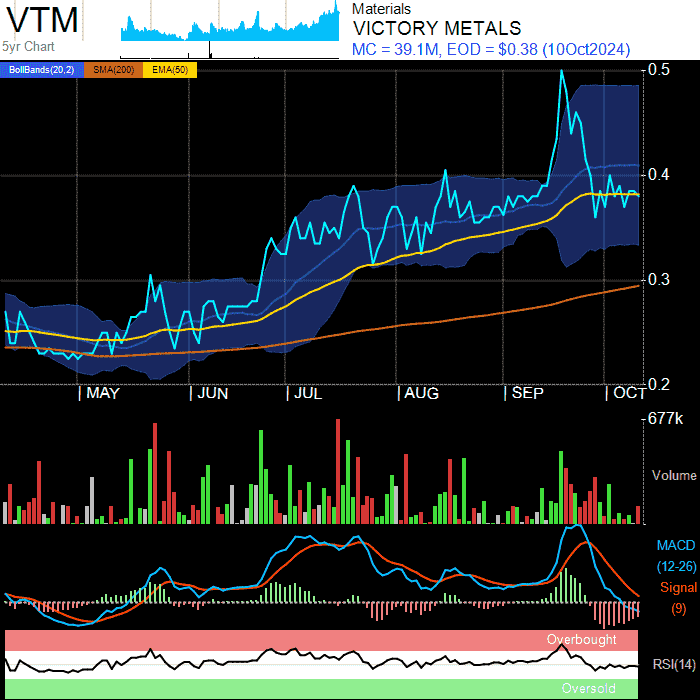 VTM
5yr Chart
Materials
VICTORY METALS
MC = 39.1M, EOD = $0.38 (10Oct2024)
BollBands(20,2) SMA(200) EMA(50)
0.5
0.4
0.3
0.2
MAY JUN JUL AUG SEP OCT
677k
Volume
MACD
(12-26)
Signal
(9)
Overbought
RSI(14)
Oversold